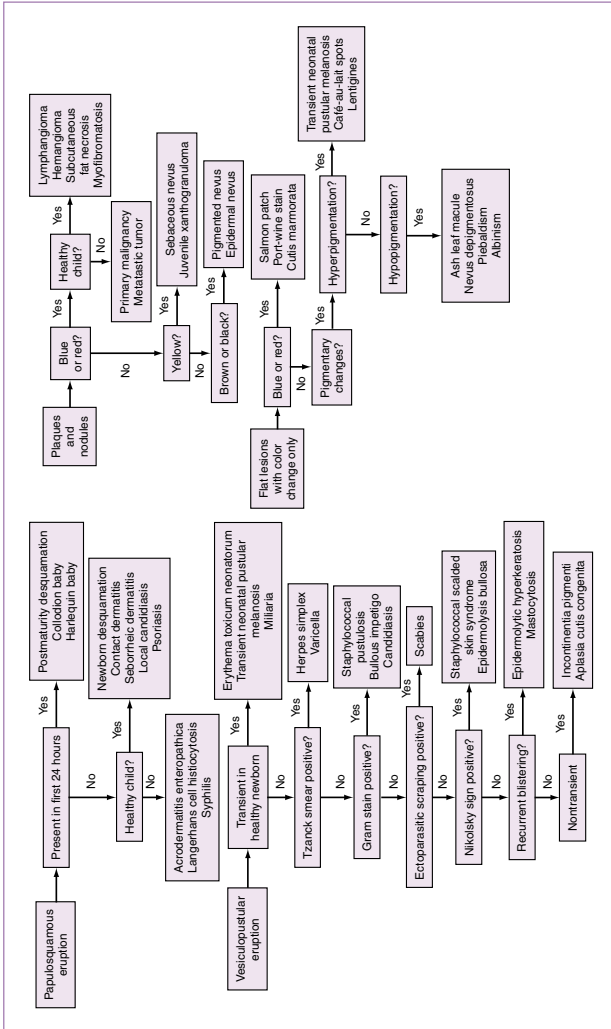 Papulosquamous
eruption
Present in first 24 hours
Yes
Postmaturity desquamation
Collodion baby
Harlequin baby
No
Healthy child?
Yes
Newborn desquamation
Contact dermatitis
Seborrheic dermatitis
Local candidiasis
Psoriasis
No
Acrodermatitis enteropathica
Langerhans cell histiocytosis
Syphilis
Vesiculopustular
eruption
Transient in
healthy newborn
Yes
Erythema toxicum neonatorum
Transient neonatal pustular
melanosis
Miliaria
No
Tzanck smear positive?
Yes
Herpes simplex
Varicella
No
Gram stain positive?
Yes
Staphylococcal
pustulosis
Bullous impetigo
Candidiasis
No
Ectoparasitic scraping positive?
Yes
Scabies
No
Nikolsky sign positive?
Yes
Staphylococcal scalded
skin syndrome
Epidermolysis bullosa
No
Recurrent blistering?
Yes
Epidermolytic hyperkeratosis
Mastocytosis
No
Nontransient
Yes
Incontinentia pigmenti
Aplasia cutis congenita
Plaques
and
nodules
Blue
or red?
Yes
Healthy
child?
Yes
Lymphangioma
Hemangioma
Subcutaneous
fat necrosis
Myofibromatosis
No
Primary malignancy
Metatastic tumor
No
Yellow?
Yes
Sebaceous nevus
Juvenile xanthogranuloma
No
Brown or black?
Yes
Pigmented nevus
Epidermal nevus
Flat lesions
with color
change only
Blue or red?
Yes
Salmon patch
Port-wine stain
Cutis marmorata
No
Pigmentary
changes?
Yes
Hyperpigmentation?
Yes
Transient neonatal
pustular melanosis
Café-au-lait spots
Lentigines
No
Hypopigmentation?
Yes
Ash leaf macule
Nevus depigmentosus
Piebaldism
Albinism